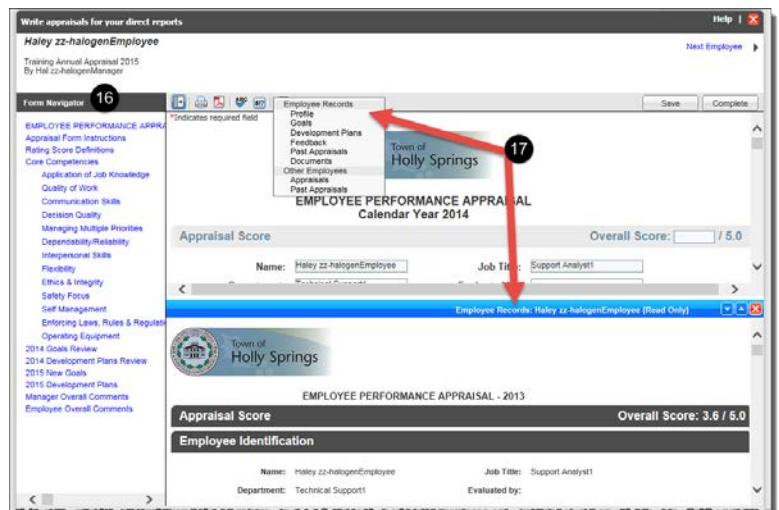 Write appraisals for your direct reports
Help |
Haley zz-halogenEmployee
Next Employee
Training Annual Appraisal 2015
By Hal zz-halogenManager
Form Navigator
16
Save
Complete
*Indicates required field
Employee Records
Profile
Goals
Development Plans
Feedback
Past Appraisals
Documents
Other Employees
Appraisals
Past Appraisals
17
EMPLOYEE PERFORMANCE APPRA
Appraisal Form Instructions
Rating Score Definitions
Core Competencies
Application of Job Knowledge
Quality of Work
Communication Skills
Decision Quality
Managing Multiple Priorities
Dependability/Reliability
Interpersonal Skills
Flexibility
Ethics & Integrity
Safety Focus
Self Management
Enforcing Laws, Rules & Regulati
Operating Equipment
2014 Goals Review
2014 Development Plans Review
2015 New Goals
2015 Development Plans
Manager Overall Comments
Employee Overall Comments
Town of
Holly Springs
EMPLOYEE PERFORMANCE APPRAISAL
Calendar Year 2014
Appraisal Score
Overall Score: / 5.0
Name: Haley zz-halogenEmployee
Job Title: Support Analyst1
Technical Support1
Employee Records: Haley zz-halogenEmployee (Read Only)
Town of
Holly Springs
EMPLOYEE PERFORMANCE APPRAISAL - 2013
Appraisal Score
Overall Score: 3.6 / 5.0
Employee Identification
Name: Haley zz-halogenEmployee
Job Title: Support Analyst1
Department: Technical Support1
Evaluated by: